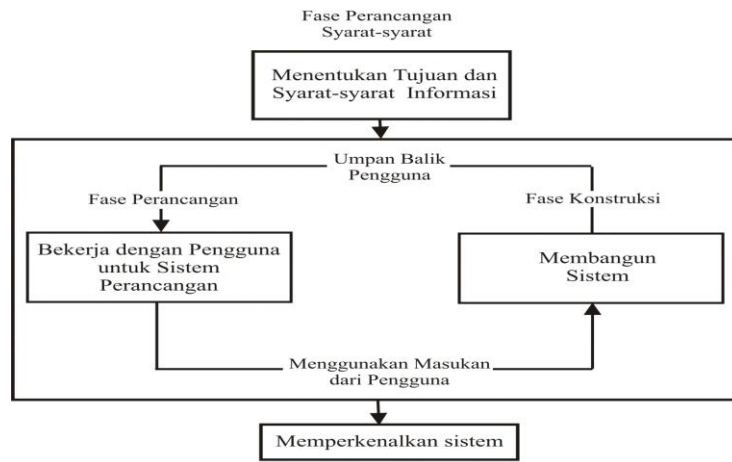 Fase Perancangan
Syarat-syarat
Menentukan Tujuan dan
Syarat-syarat Informasi
Umpan Balik
Pengguna
Fase Perancangan
Fase Konstruksi
Bekerja dengan Pengguna
untuk Sistem
Perancangan
Membangun
Sistem
Menggunakan Masukan
dari Pengguna
Memperkenalkan sistem